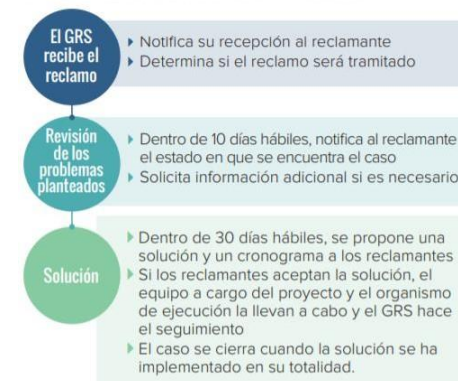 El GRS
recibe el
reclamo
Notifica su recepción al reclamante
Determina si el reclamo será tramitado
Revisión
de los
problemas
planteados
Dentro de 10 días hábiles, notifica al reclamante
el estado en que se encuentra el caso
Solicita información adicional si es necesario
Solución
Dentro de 30 días hábiles, se propone una
solución y un cronograma a los reclamantes
Si los reclamantes aceptan la solución, el
equipo a cargo del proyecto y el organismo
de ejecución la llevan a cabo y el GRS hace
el seguimiento
El caso se cierra cuando la solución se ha
implementado en su totalidad.